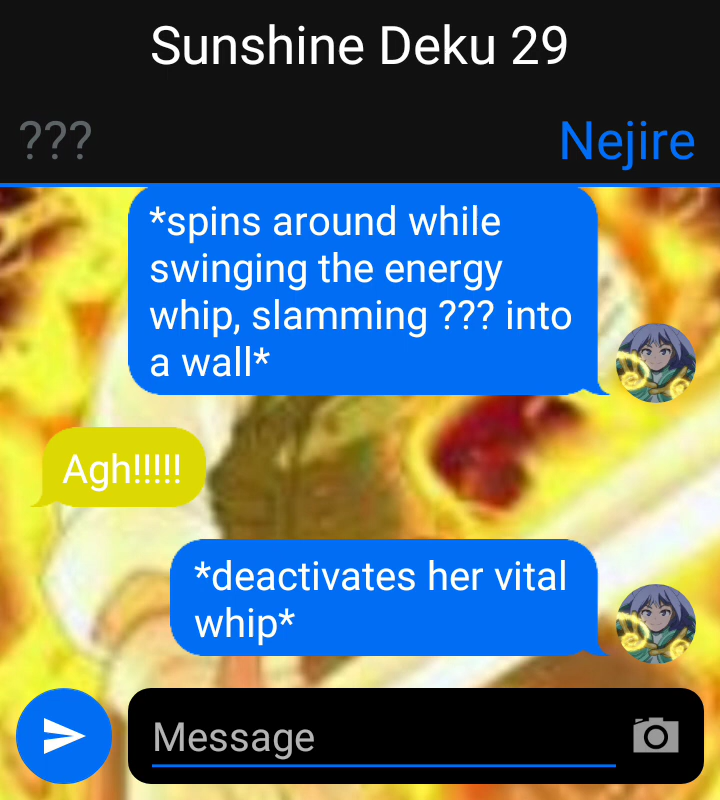 Sunshine Deku 29
??? Nejire
*spins around while
swinging the energy
whip, slamming ??? into
a wall*
Agh!!!!!
*deactivates her vital
whip*
Message